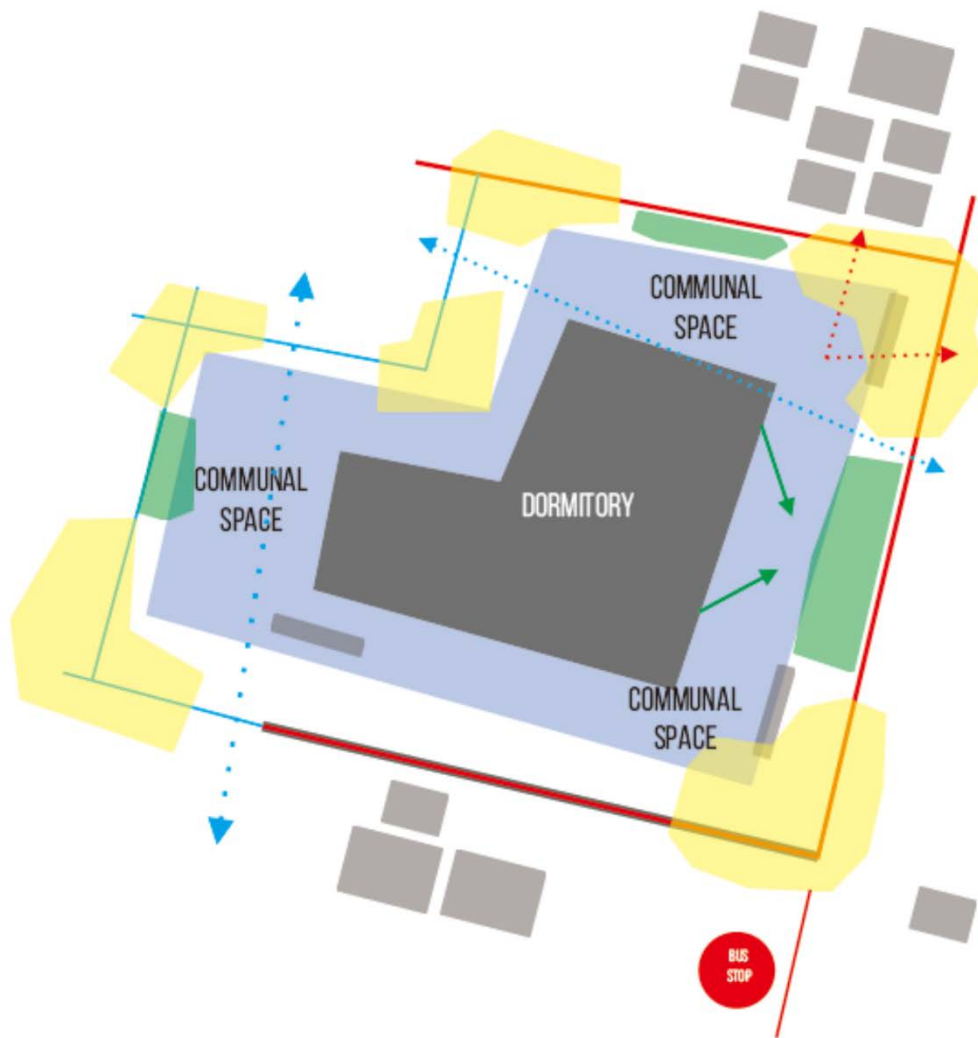 COMMUNAL
SPACE
COMMUNAL
SPACE
DORMITORY
COMMUNAL
SPACE
BUS
STOP